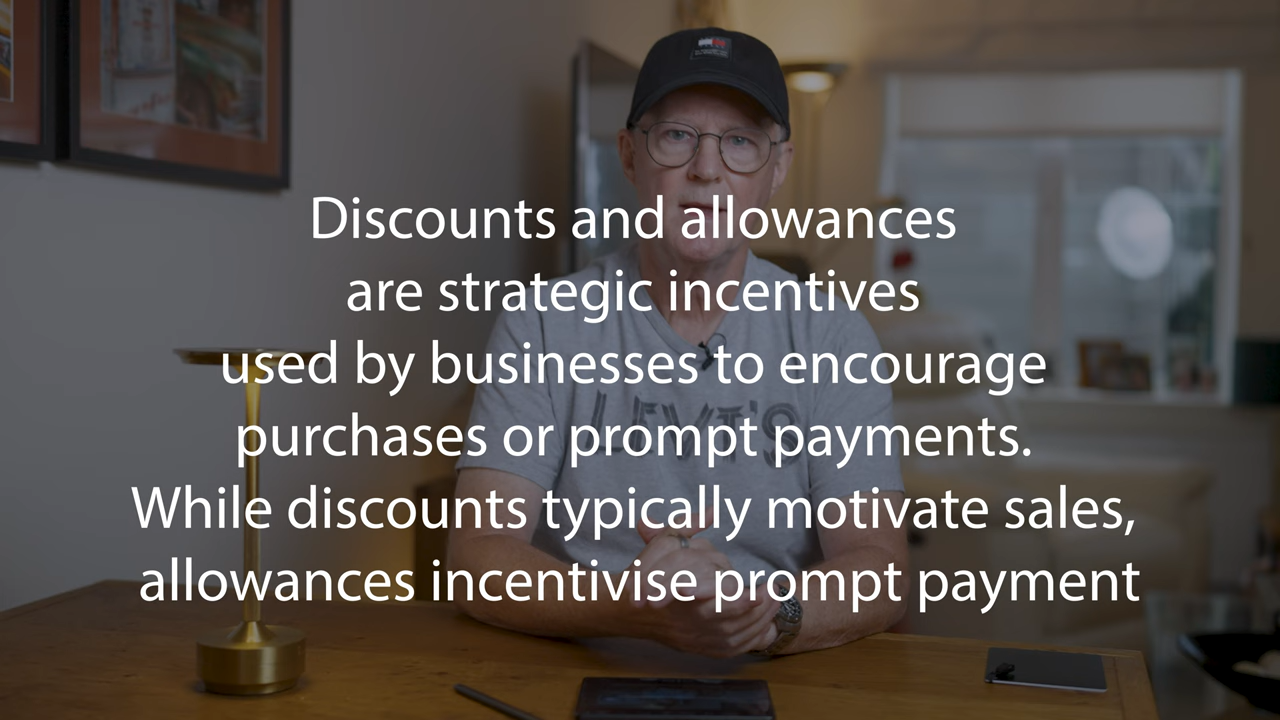 Discounts and allowances
are strategic incentives
used by businesses to encourage
purchases or prompt payments.
While discounts typically motivate sales,
allowances incentivise prompt payment
LEVI'S